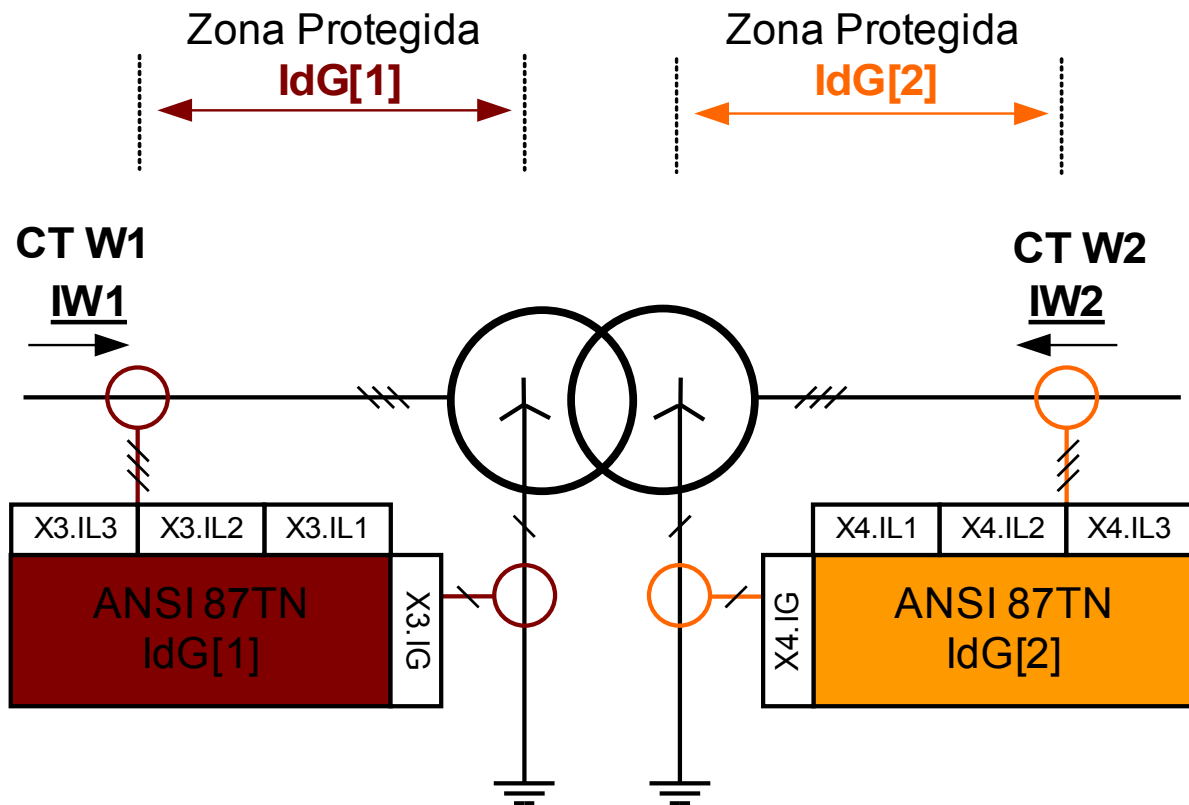 Zona Protegida
IdG[1]
Zona Protegida
IdG[2]
CT W1
IW1
CT W2
IW2
X3.IL3
X3.IL2
X3.IL1
X4.IL1
X4.IL2
X4.IL3
ANSI 87TN
IdG[1]
X3.IG
X4.IG
ANSI 87TN
IdG[2]